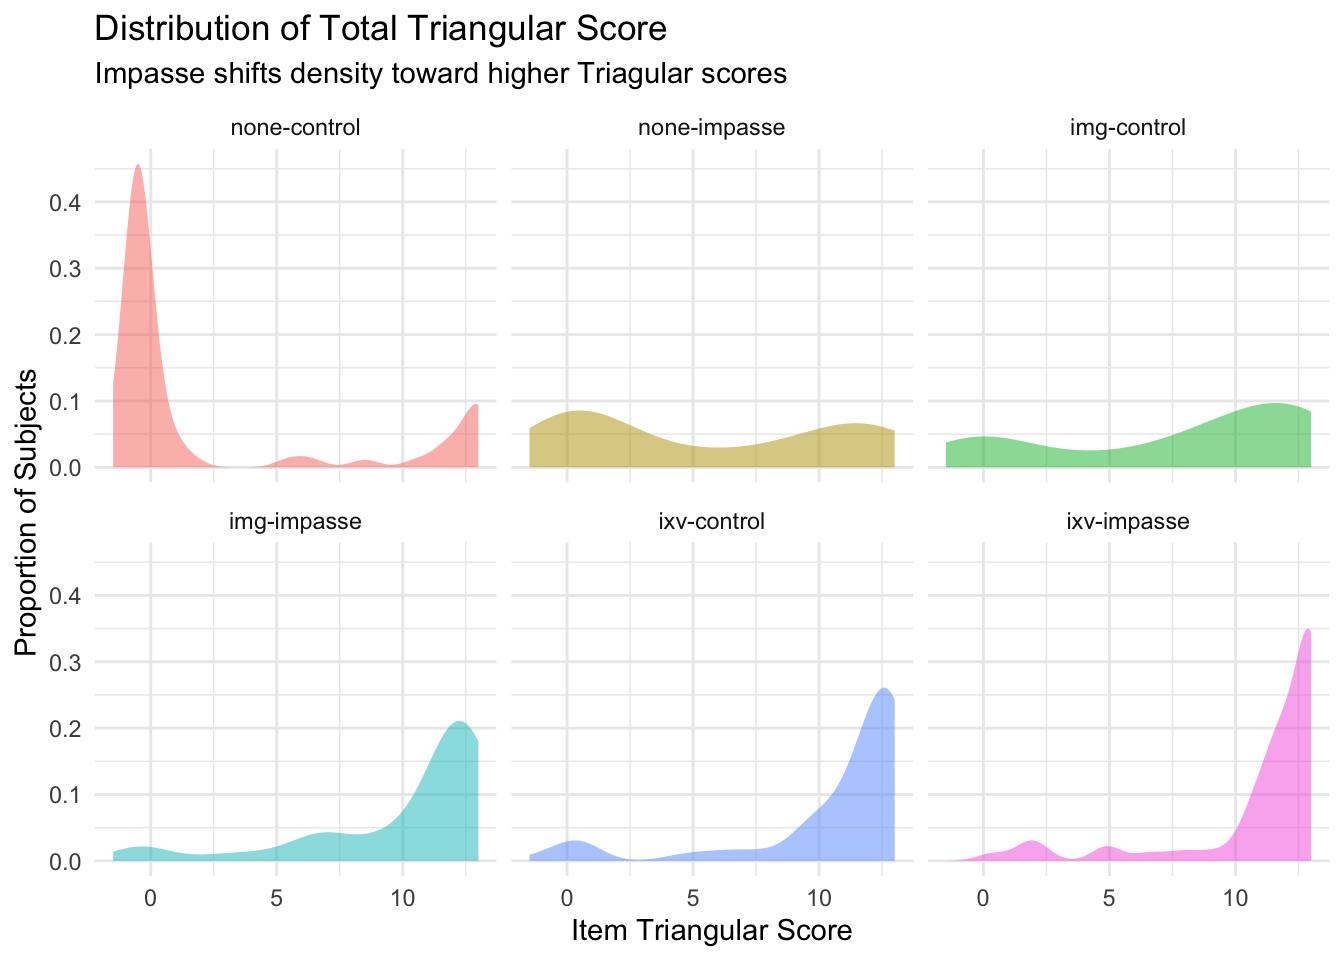 Distribution of Total Triangular Score
Impasse shifts density toward higher Triagular scores
none-control
none-impasse
img-control
0.4
0.3
0.2
0.1
0.0
img-impasse
ixv-control
ixv-impasse
0.4
0.3
0.2
0.1
0.0
Proportion of Subjects
0 5 10
0 5 10
0 5 10
Item Triangular Score